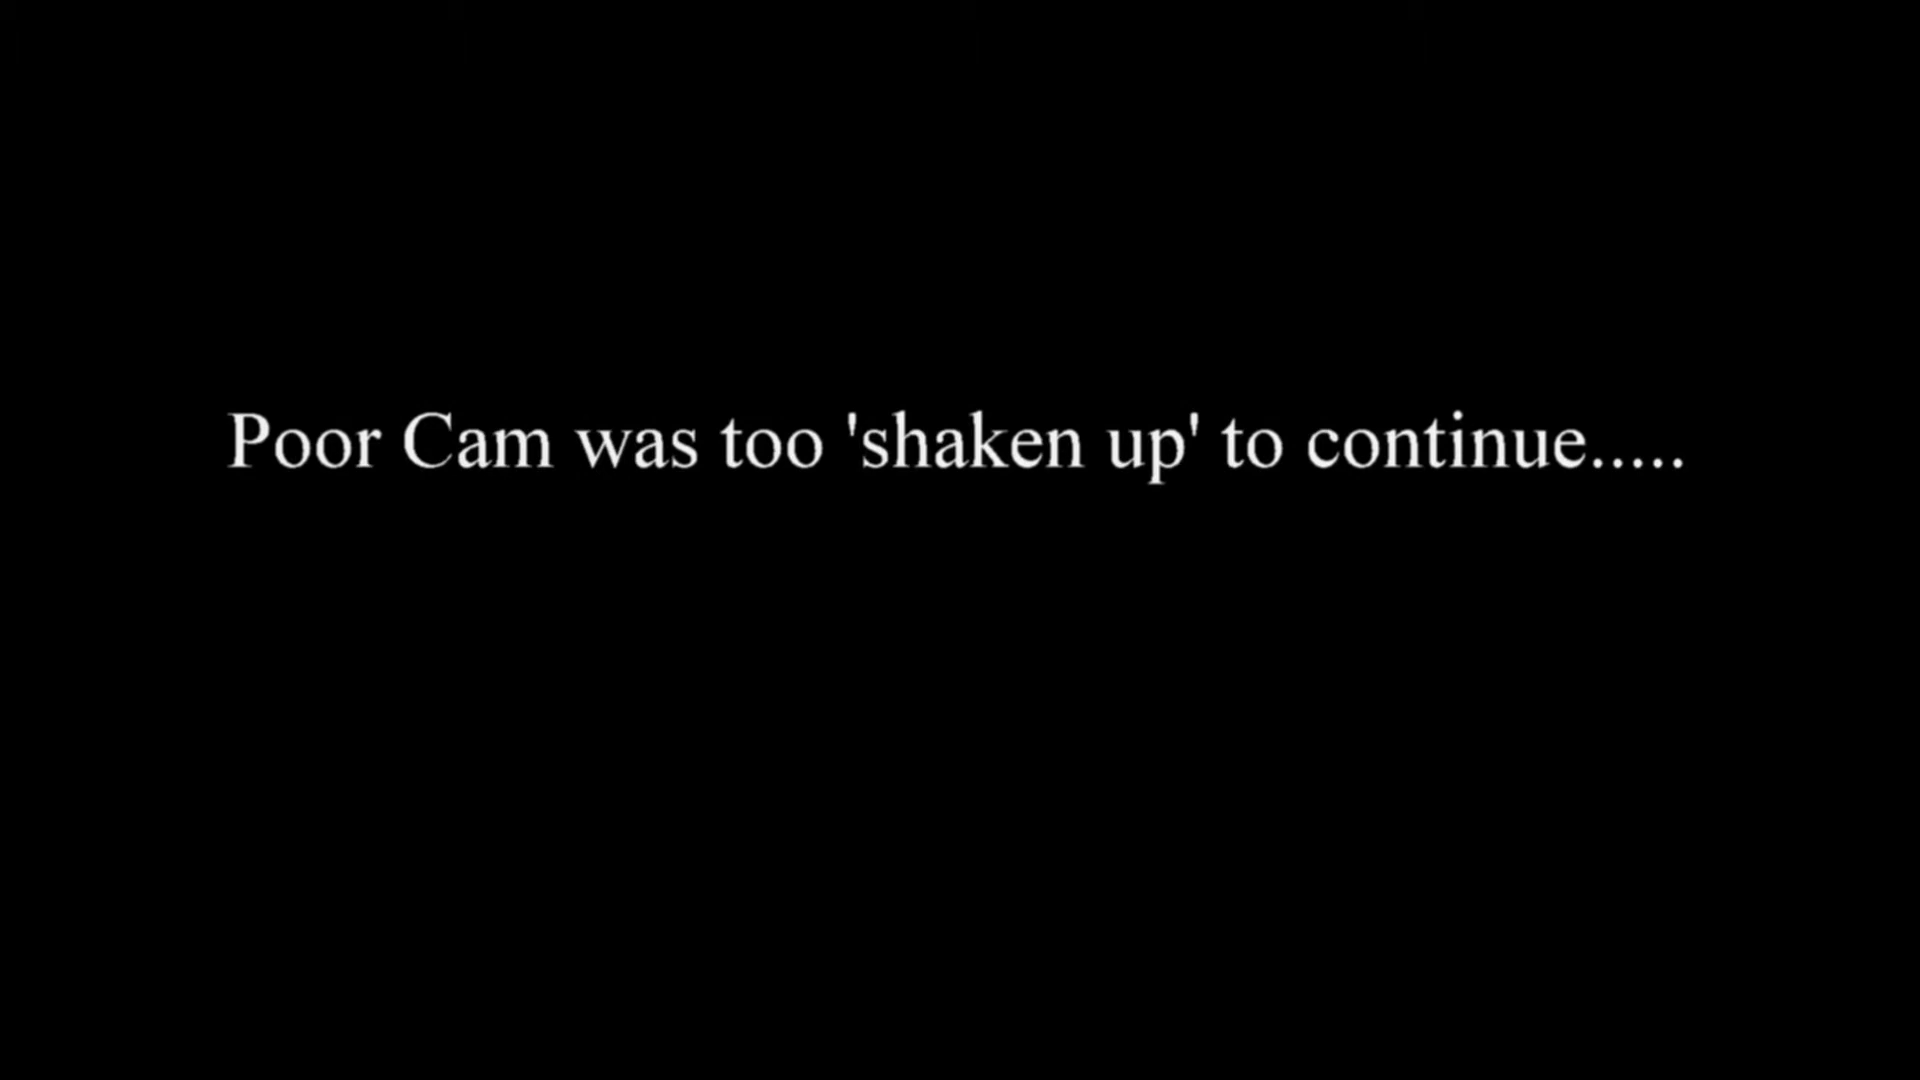 Poor Cam was too 'shaken up' to continue.....